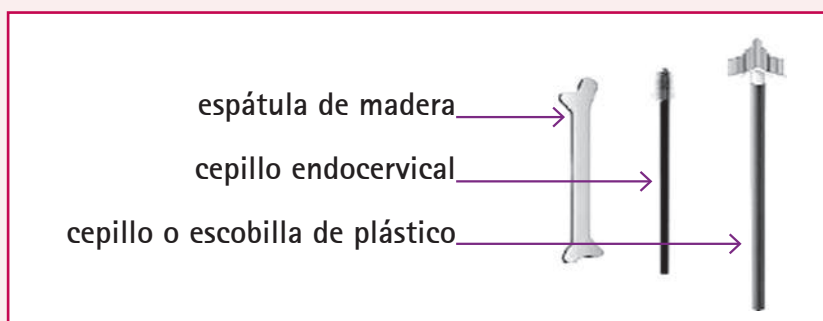 espátula de madera
cepillo endocervical
cepillo o escobilla de plástico